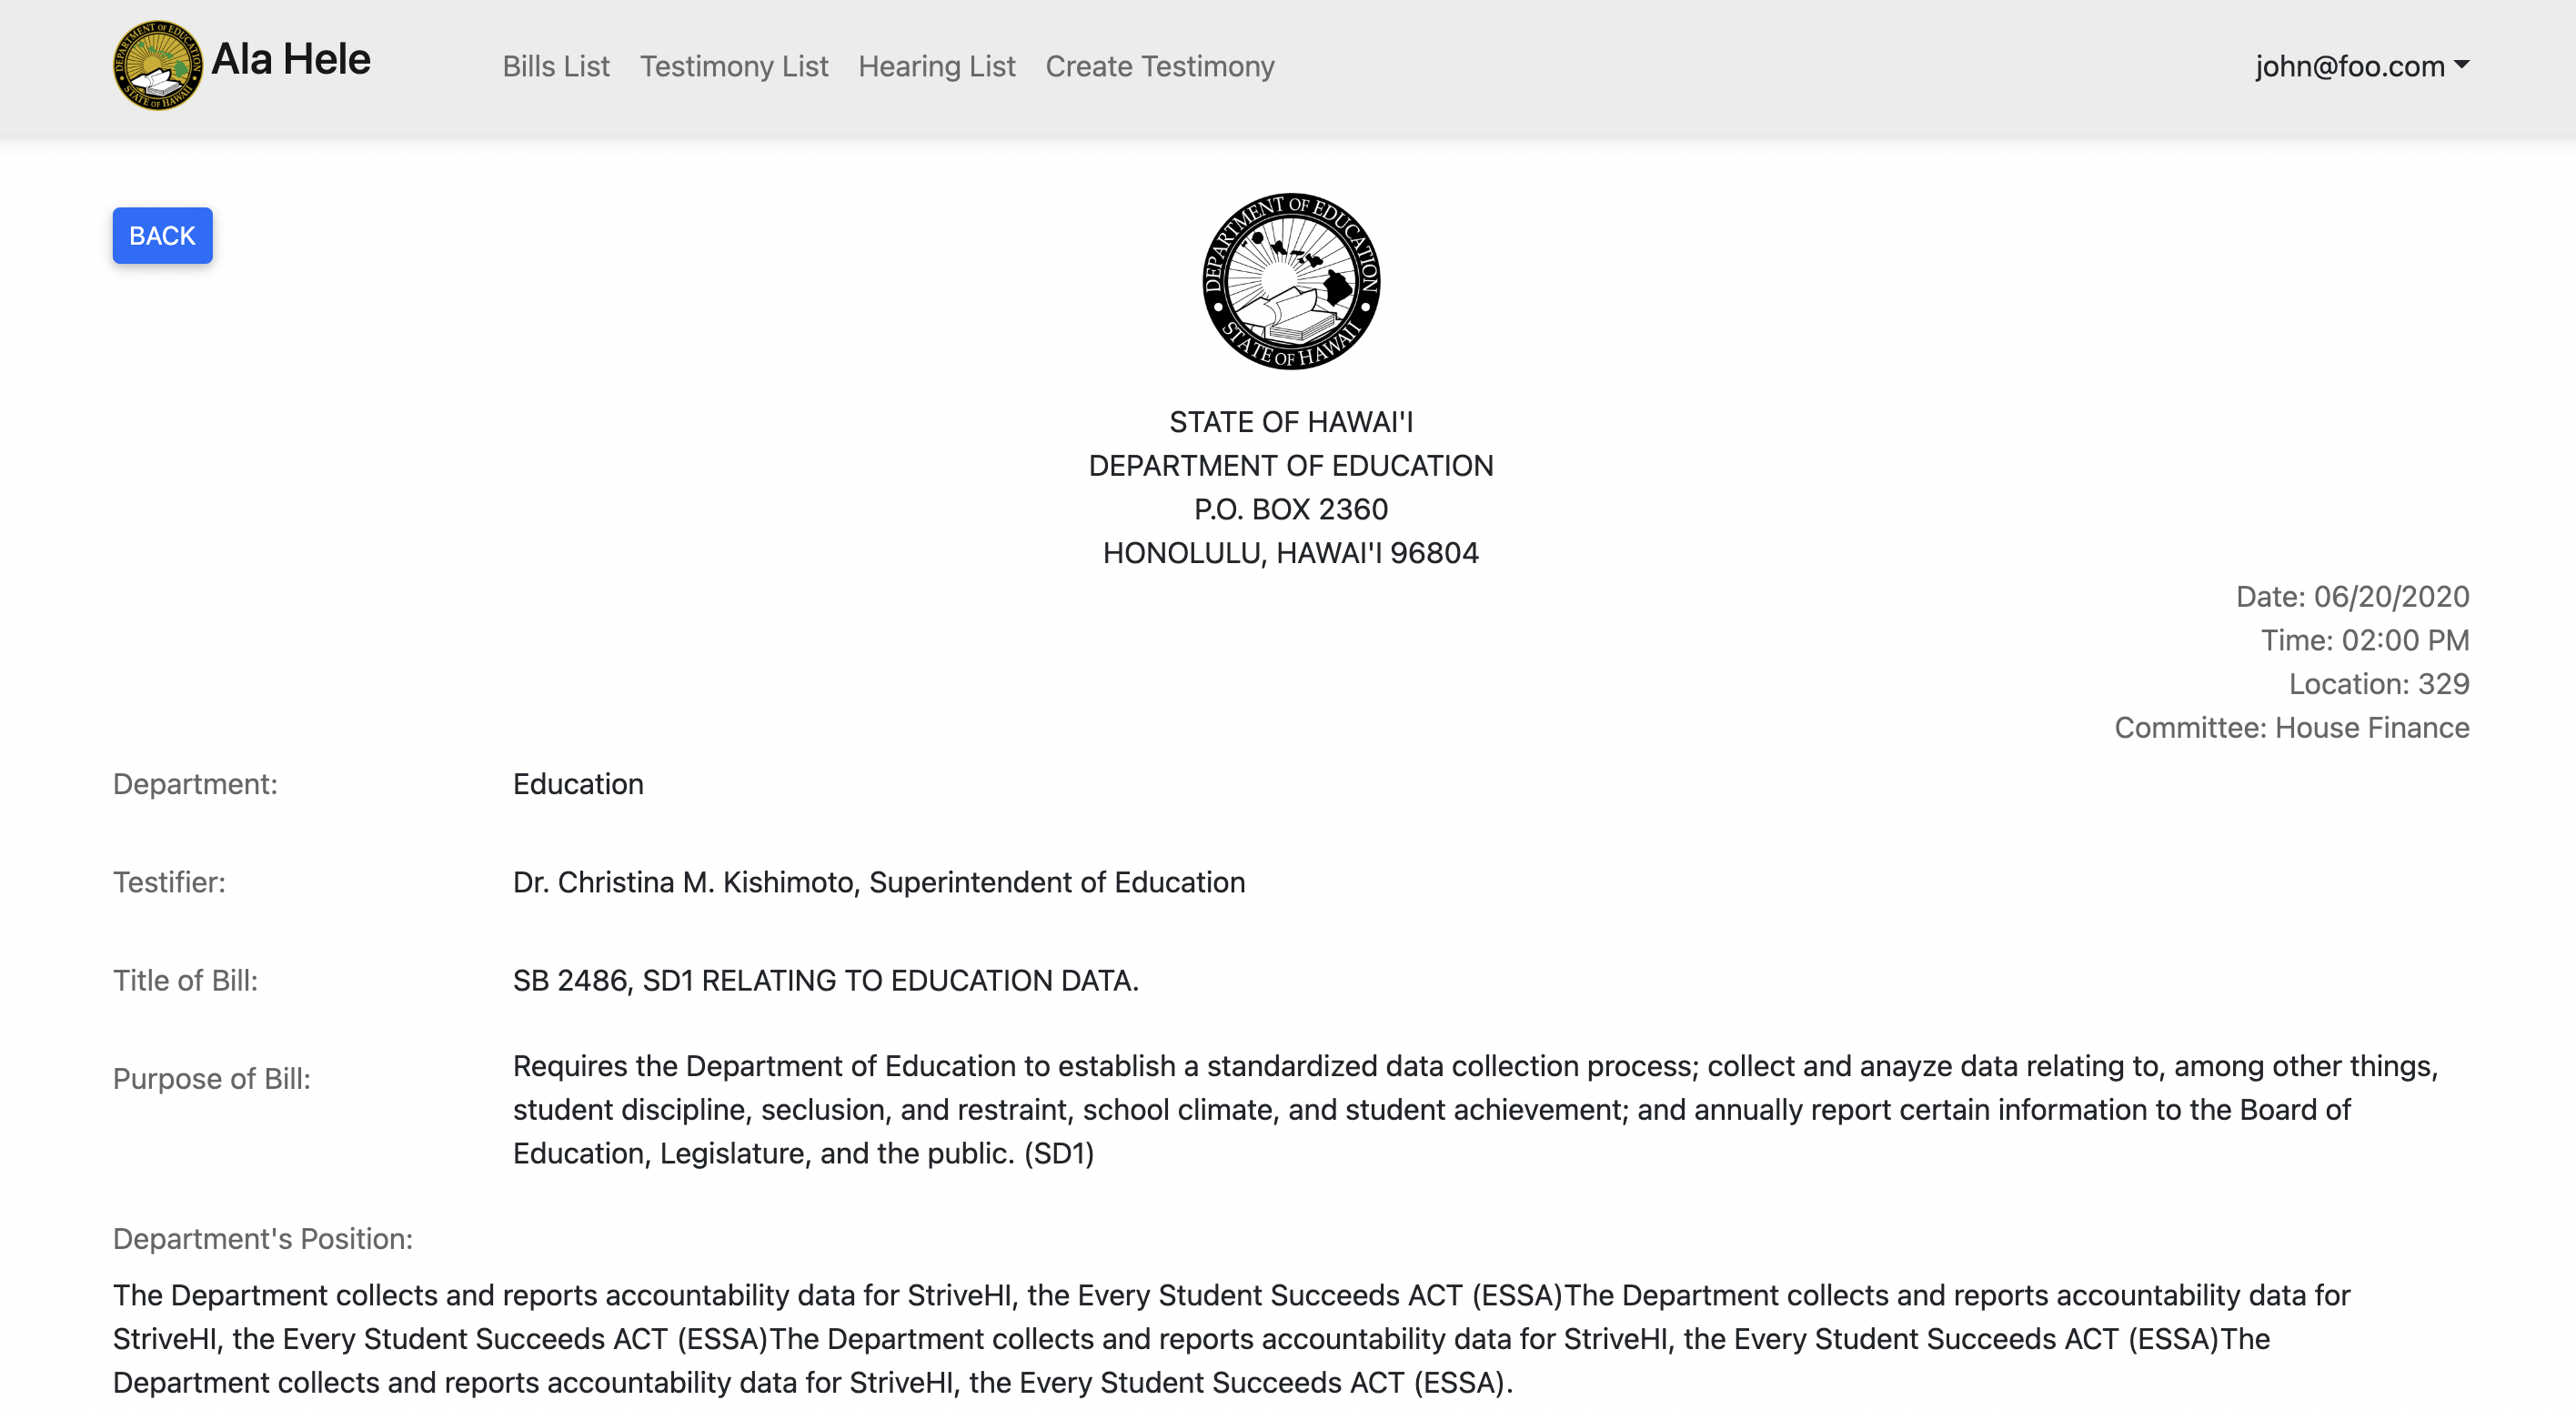 DEPARTMENT OF EDUCATION
STATE OF HAWAII
Ala Hele
Bills List Testimony List Hearing List Create Testimony
john@foo.com
BACK
DEPARTMENT OF EDUCATION
STATE OF HAWAII
STATE OF HAWAI'I
DEPARTMENT OF EDUCATION
P.O. BOX 2360
HONOLULU, HAWAI'I 96804
Date: 06/20/2020
Time: 02:00 PM
Location: 329
Committee: House Finance
Department: Education
Testifier: Dr. Christina M. Kishimoto, Superintendent of Education
Title of Bill: SB 2486, SD1 RELATING TO EDUCATION DATA.
Purpose of Bill: Requires the Department of Education to establish a standardized data collection process; collect and anayze data relating to, among other things,
student discipline, seclusion, and restraint, school climate, and student achievement; and annually report certain information to the Board of
Education, Legislature, and the public. (SD1)
Department's Position:
The Department collects and reports accountability data for StriveHI, the Every Student Succeeds ACT (ESSA)The Department collects and reports accountability data for
StriveHI, the Every Student Succeeds ACT (ESSA)The Department collects and reports accountability data for StriveHI, the Every Student Succeeds ACT (ESSA)The
Department collects and reports accountability data for StriveHI, the Every Student Succeeds ACT (ESSA).